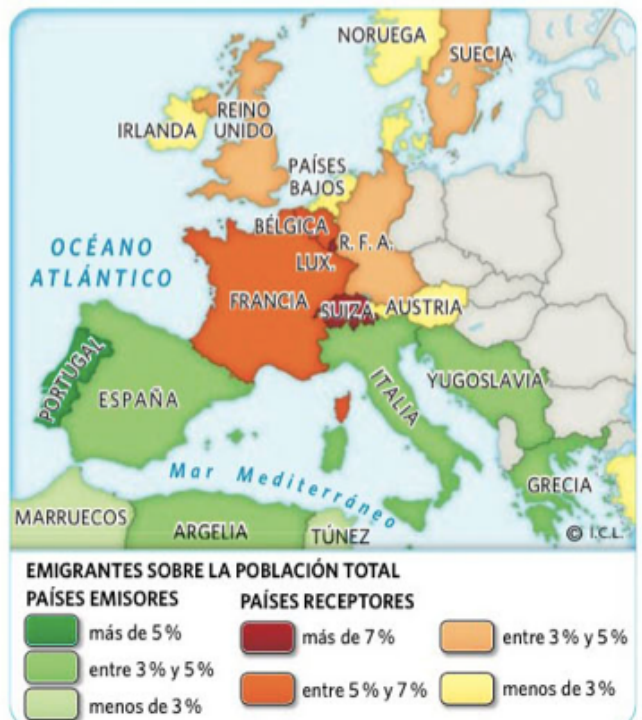 NORUEGA
SUECIA
IRLANDA
REINO
UNIDO
PAÍSES
BAJOS
BÉLGICA
R. F. A.
LUX.
OCÉANO
ATLÁNTICO
FRANCIA
SUIZA
AUSTRIA
PORTUGAL
ESPAÑA
ITALIA
YUGOSLAVIA
Mar Mediterráneo
GRECIA
MARRUECOS
ARGELIA
TÚNEZ
© I.C.L.
EMIGRANTES SOBRE LA POBLACIÓN TOTAL
PAÍSES EMISORES
más de 5 %
entre 3 % y 5 %
menos de 3 %
PAÍSES RECEPTORES
más de 7 %
entre 5 % y 7 %
entre 3 % y 5 %
menos de 3 %